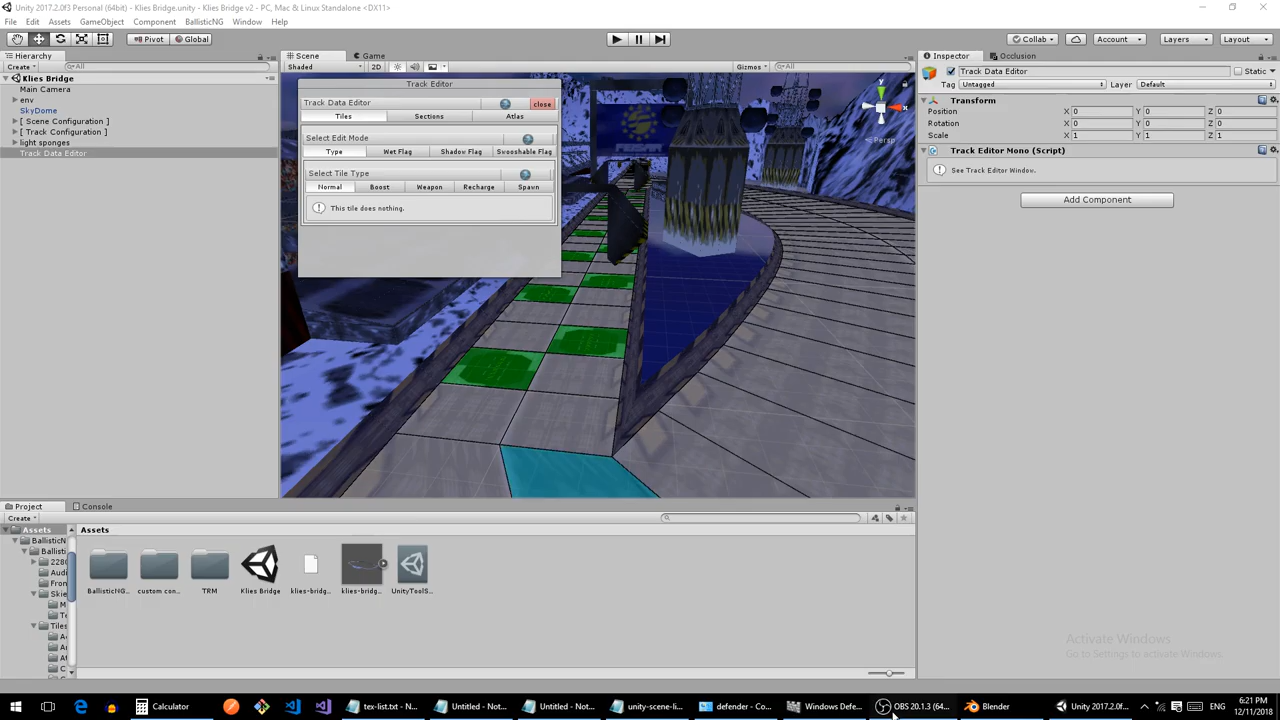 Unity 2017.2.0f3 Personal (64bit) - Klies Bridge.unity - Klies Bridge v2 - PC, Mac & Linux Standalone <DX11>
File Edit Assets GameObject Component BallisticNG Window Help
Pivot Global Collab Account Layers Layout
Hierarchy Scene Game Inspector Occlusion
Create All Shaded 2D Gizmos All
Track Data Editor Static
Tag Untagged Layer Default
Klies Bridge
Main Camera
env
SkyDome
[ Scene Configuration ]
[ Track Configuration ]
light sponges
Track Data Editor
Track Editor
Track Data Editor close
Tiles Sections Atlas
Select Edit Mode
Type Wet Flag Shadow Flag Swooshable Flag
Select Tile Type
Normal Boost Weapon Recharge Spawn
This tile does nothing.
y
x
Persp
Transform
Position X 0 Y 0 Z 0
Rotation X 0 Y 0 Z 0
Scale X 1 Y 1 Z 1
Track Editor Mono (Script)
See Track Editor Window.
Add Component
Project Console
Create
Assets
BallisticN
Ballisti
2280
Audi
Fron
Skie
M
T
Tiles
A
A
A
C
Assets
BallisticNG...
custom con...
TRM
Klies Bridge
klies-bridg...
klies-bridg...
UnityToolS...
Activate Windows
Go to Settings to activate Windows.
Calculator
tex-list.txt - N...
Untitled - Not...
Untitled - Not...
unity-scene-li...
defender - Co...
Windows Defe...
OBS 20.1.3 (64...
Blender
Unity 2017.2....
ENG
6:21 PM
12/11/2018